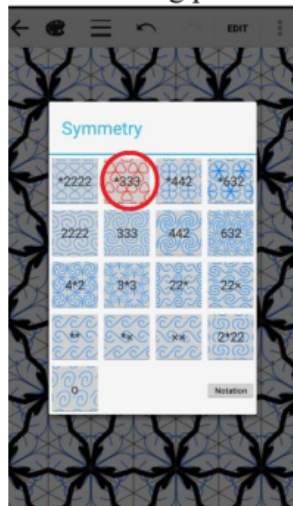 EDIT
Symmetry
*2222 *333 *442 *632
2222 333 442 632
4*2 3*3 22* 22×
** *× ×× 2*22
O
Notation